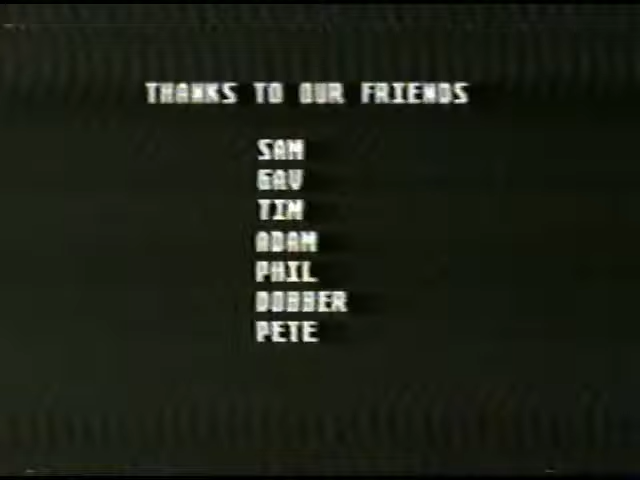 THANKS TO OUR FRIENDS
SAM
GAV
TIM
ADAM
PHIL
DOBBER
PETE